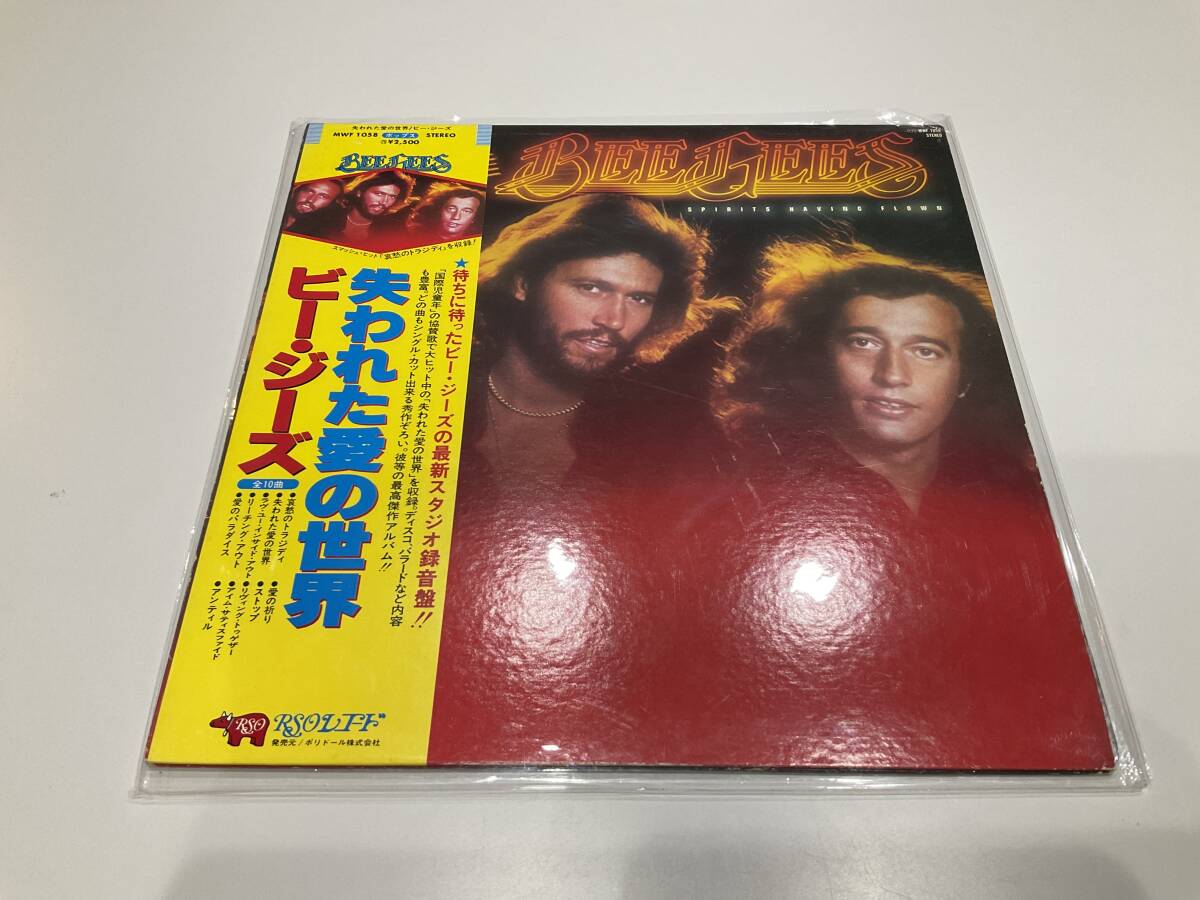 失われた愛の世界/ビー・ジーズ
MWF 1058 ポップス STEREO
¥2,500
BEE GEES
スマッシュ・ヒット「哀愁のトラジディ」を収録!
★待ちに待ったビー・ジーズの最新スタジオ録音盤!!
「国際児童年」の協賛歌で大ヒット中の「失われた愛の世界」を収録。ディスコ、バラードなど内容
も豊富。どの曲もシングル・カット出来る秀作ぞろい。彼等の最高傑作アルバム!!
失われた愛の世界
ビー・ジーズ
全10曲
●哀愁のトラジディ
●失われた愛の世界
●ラヴ・ユー・インサイド・アウト
●リーチング・アウト
●愛のパラダイス
●愛の祈り
●ストップ
●リヴィング・トゥゲザー
●アイム・サティスファイド
●アンティル
RSO
RSOレコード
発売元/ポリドール株式会社
MWF 1058
STEREO
BEE GEES
SPIRITS HAVING FLOWN